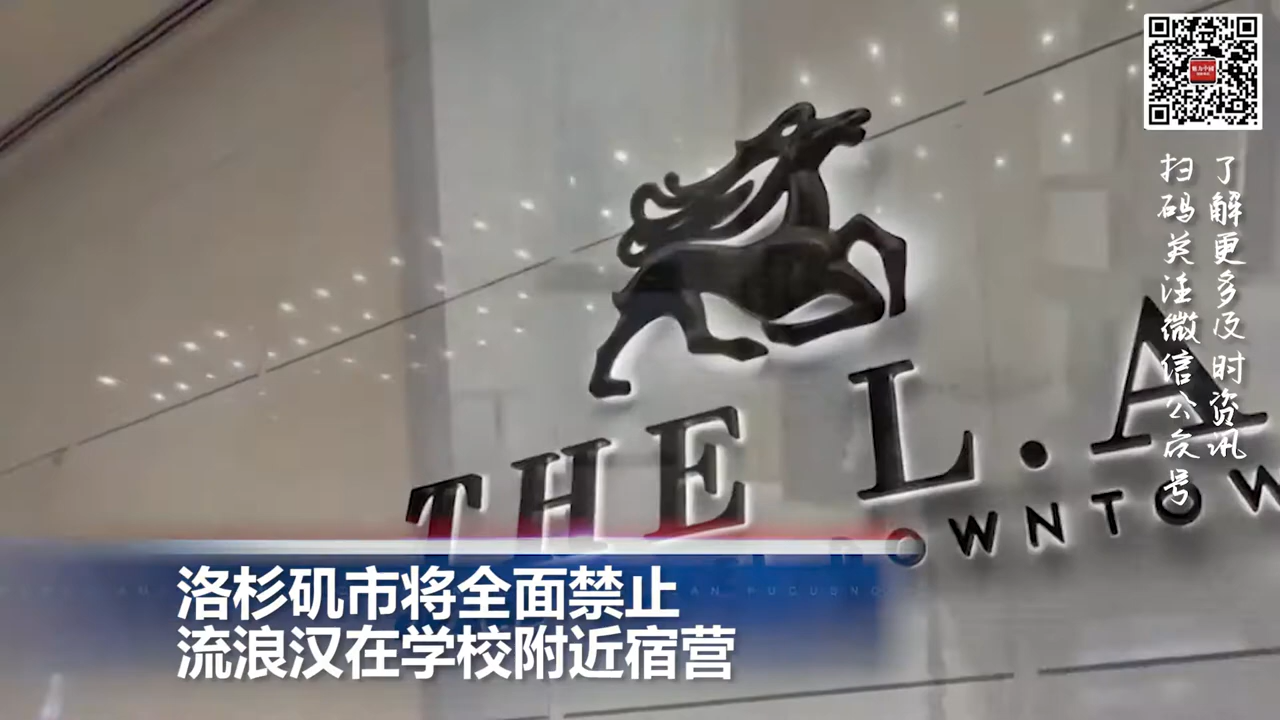 THE L.A
DOWNTOW
洛杉矶市将全面禁止
流浪汉在学校附近宿营
了解更多及时资讯
扫码关注微信公众号